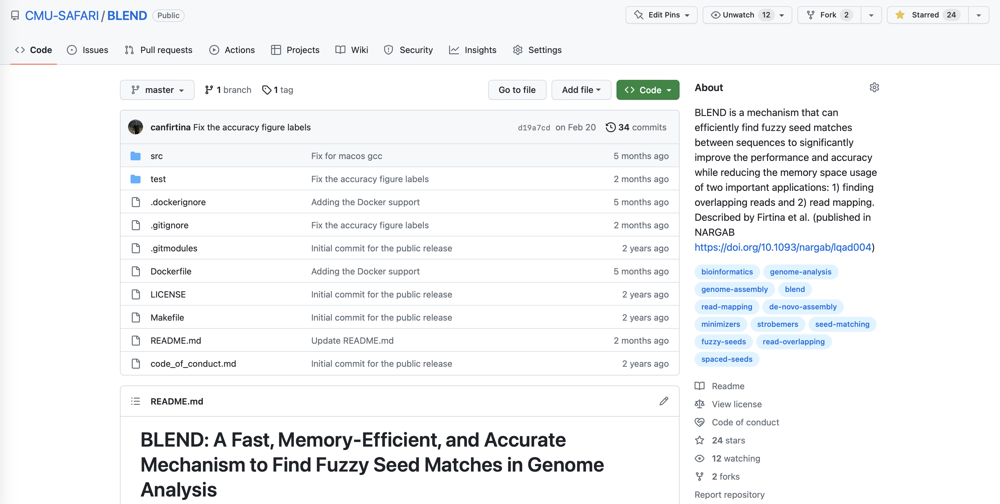 CMU-SAFARI / BLEND Public
Edit Pins
Unwatch 12
Fork 2
Starred 24
Code
Issues
Pull requests
Actions
Projects
Wiki
Security
Insights
Settings
master
1 branch
1 tag
Go to file
Add file
Code
canfirtina Fix the accuracy figure labels d19a7cd on Feb 20 34 commits
src Fix for macos gcc 5 months ago
test Fix the accuracy figure labels 2 months ago
.dockerignore Adding the Docker support 5 months ago
.gitignore Fix the accuracy figure labels 2 months ago
.gitmodules Initial commit for the public release 2 years ago
Dockerfile Adding the Docker support 5 months ago
LICENSE Initial commit for the public release 2 years ago
Makefile Initial commit for the public release 2 years ago
README.md Update README.md 2 months ago
code_of_conduct.md Initial commit for the public release 2 years ago
README.md
BLEND: A Fast, Memory-Efficient, and Accurate
Mechanism to Find Fuzzy Seed Matches in Genome
Analysis
About
BLEND is a mechanism that can
efficiently find fuzzy seed matches
between sequences to significantly
improve the performance and accuracy
while reducing the memory space usage
of two important applications: 1) finding
overlapping reads and 2) read mapping.
Described by Firtina et al. (published in
NARGAB
https://doi.org/10.1093/nargab/lqad004)
bioinformatics genome-analysis
genome-assembly blend
read-mapping de-novo-assembly
minimizers strobemers seed-matching
fuzzy-seeds read-overlapping
spaced-seeds
Readme
View license
Code of conduct
24 stars
12 watching
2 forks
Report repository